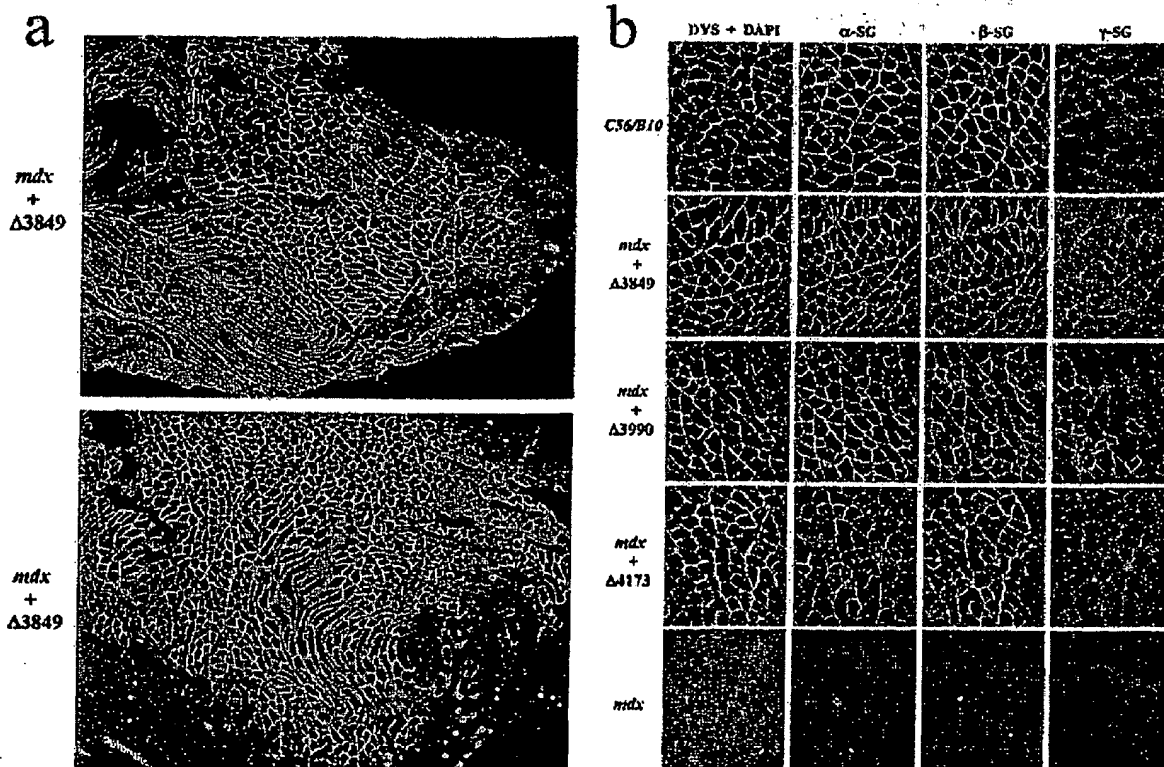 a
mdx
+
Δ3849
mdx
+
Δ3849
b
DYS + DAPI α-SG β-SG γ-SG
C56/B10
mdx
+
Δ3849
mdx
+
Δ3990
mdx
+
Δ4173
mdx